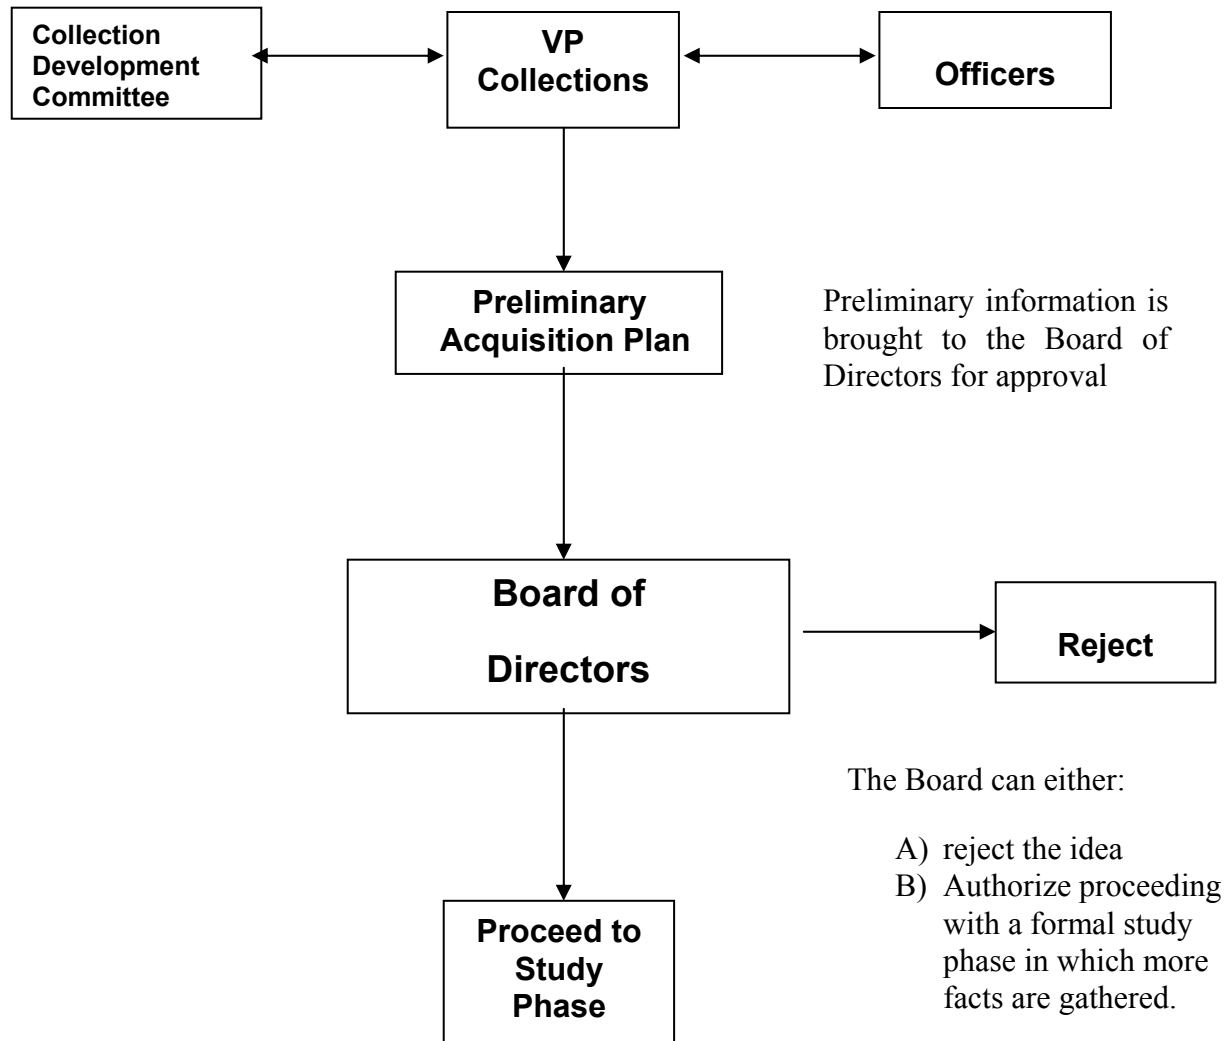 Collection
Development
Committee
VP
Collections
Officers
Preliminary
Acquisition Plan
Preliminary information is
brought to the Board of
Directors for approval
Board of
Directors
Reject
The Board can either:
A) reject the idea
B) Authorize proceeding
with a formal study
phase in which more
facts are gathered.
Proceed to
Study
Phase